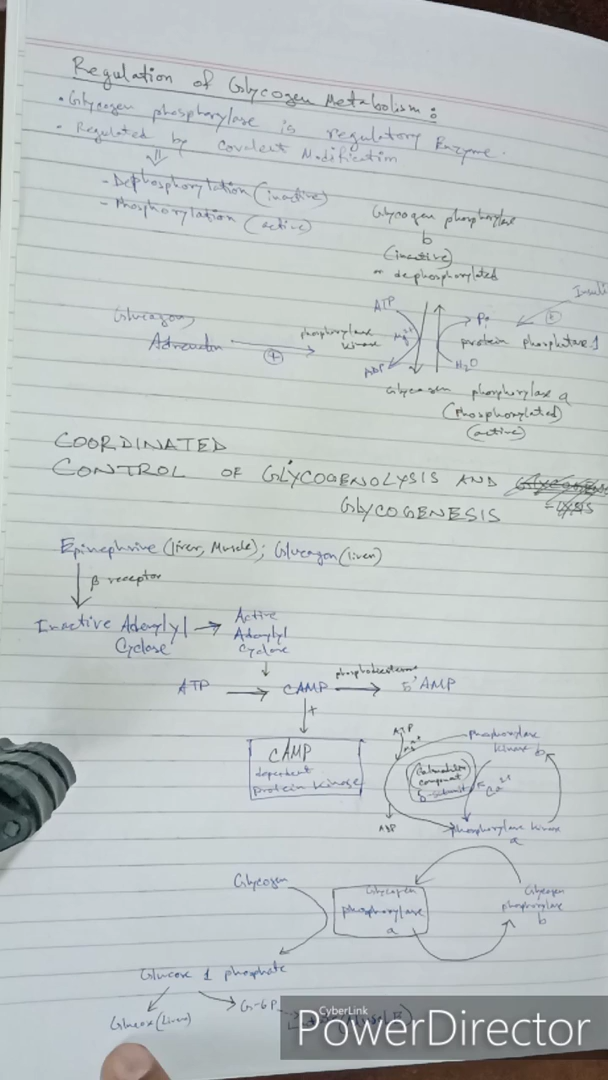 Regulation of Glycogen Metabolism:
• Glycogen phosphorylase is regulatory Enzyme.
• Regulated by covalent Modification
- Dephosphorylation (inactive)
- Phosphorylation (active)
Glycogen phosphorylase
b
(inactive)
or dephosphorylated
ATP
Insuli
Glucagon,
Adrenalin
+
phosphorylase
kinase
Mg2+
Pi
+
protein phosphatase 1
ADP
H2O
Glycogen phosphorylase a
(Phosphorylated)
(active)
COORDINATED
CONTROL OF GLYCOGENOLYSIS AND
GLYCOGENESIS
Epinephrine (liver, Muscle); Glucagon (liver)
β receptor
Inactive Adenylyl
Cyclase
Active
Adenylyl
Cyclase
ATP
cAMP
phosphodiesterase
5'AMP
+
cAMP
dependent
protein kinase
ATP
Mg2+
phosphorylase
kinase b
Calmodulin
component
δ-subunit
Ca2+
ADP
phosphorylase kinase
a
Glycogen
Glycogen
phosphorylase
a
Glycogen
phosphorylase
b
Glucose 1 phosphate
Glucose (Liver)
G-6P
CyberLink
PowerDirector